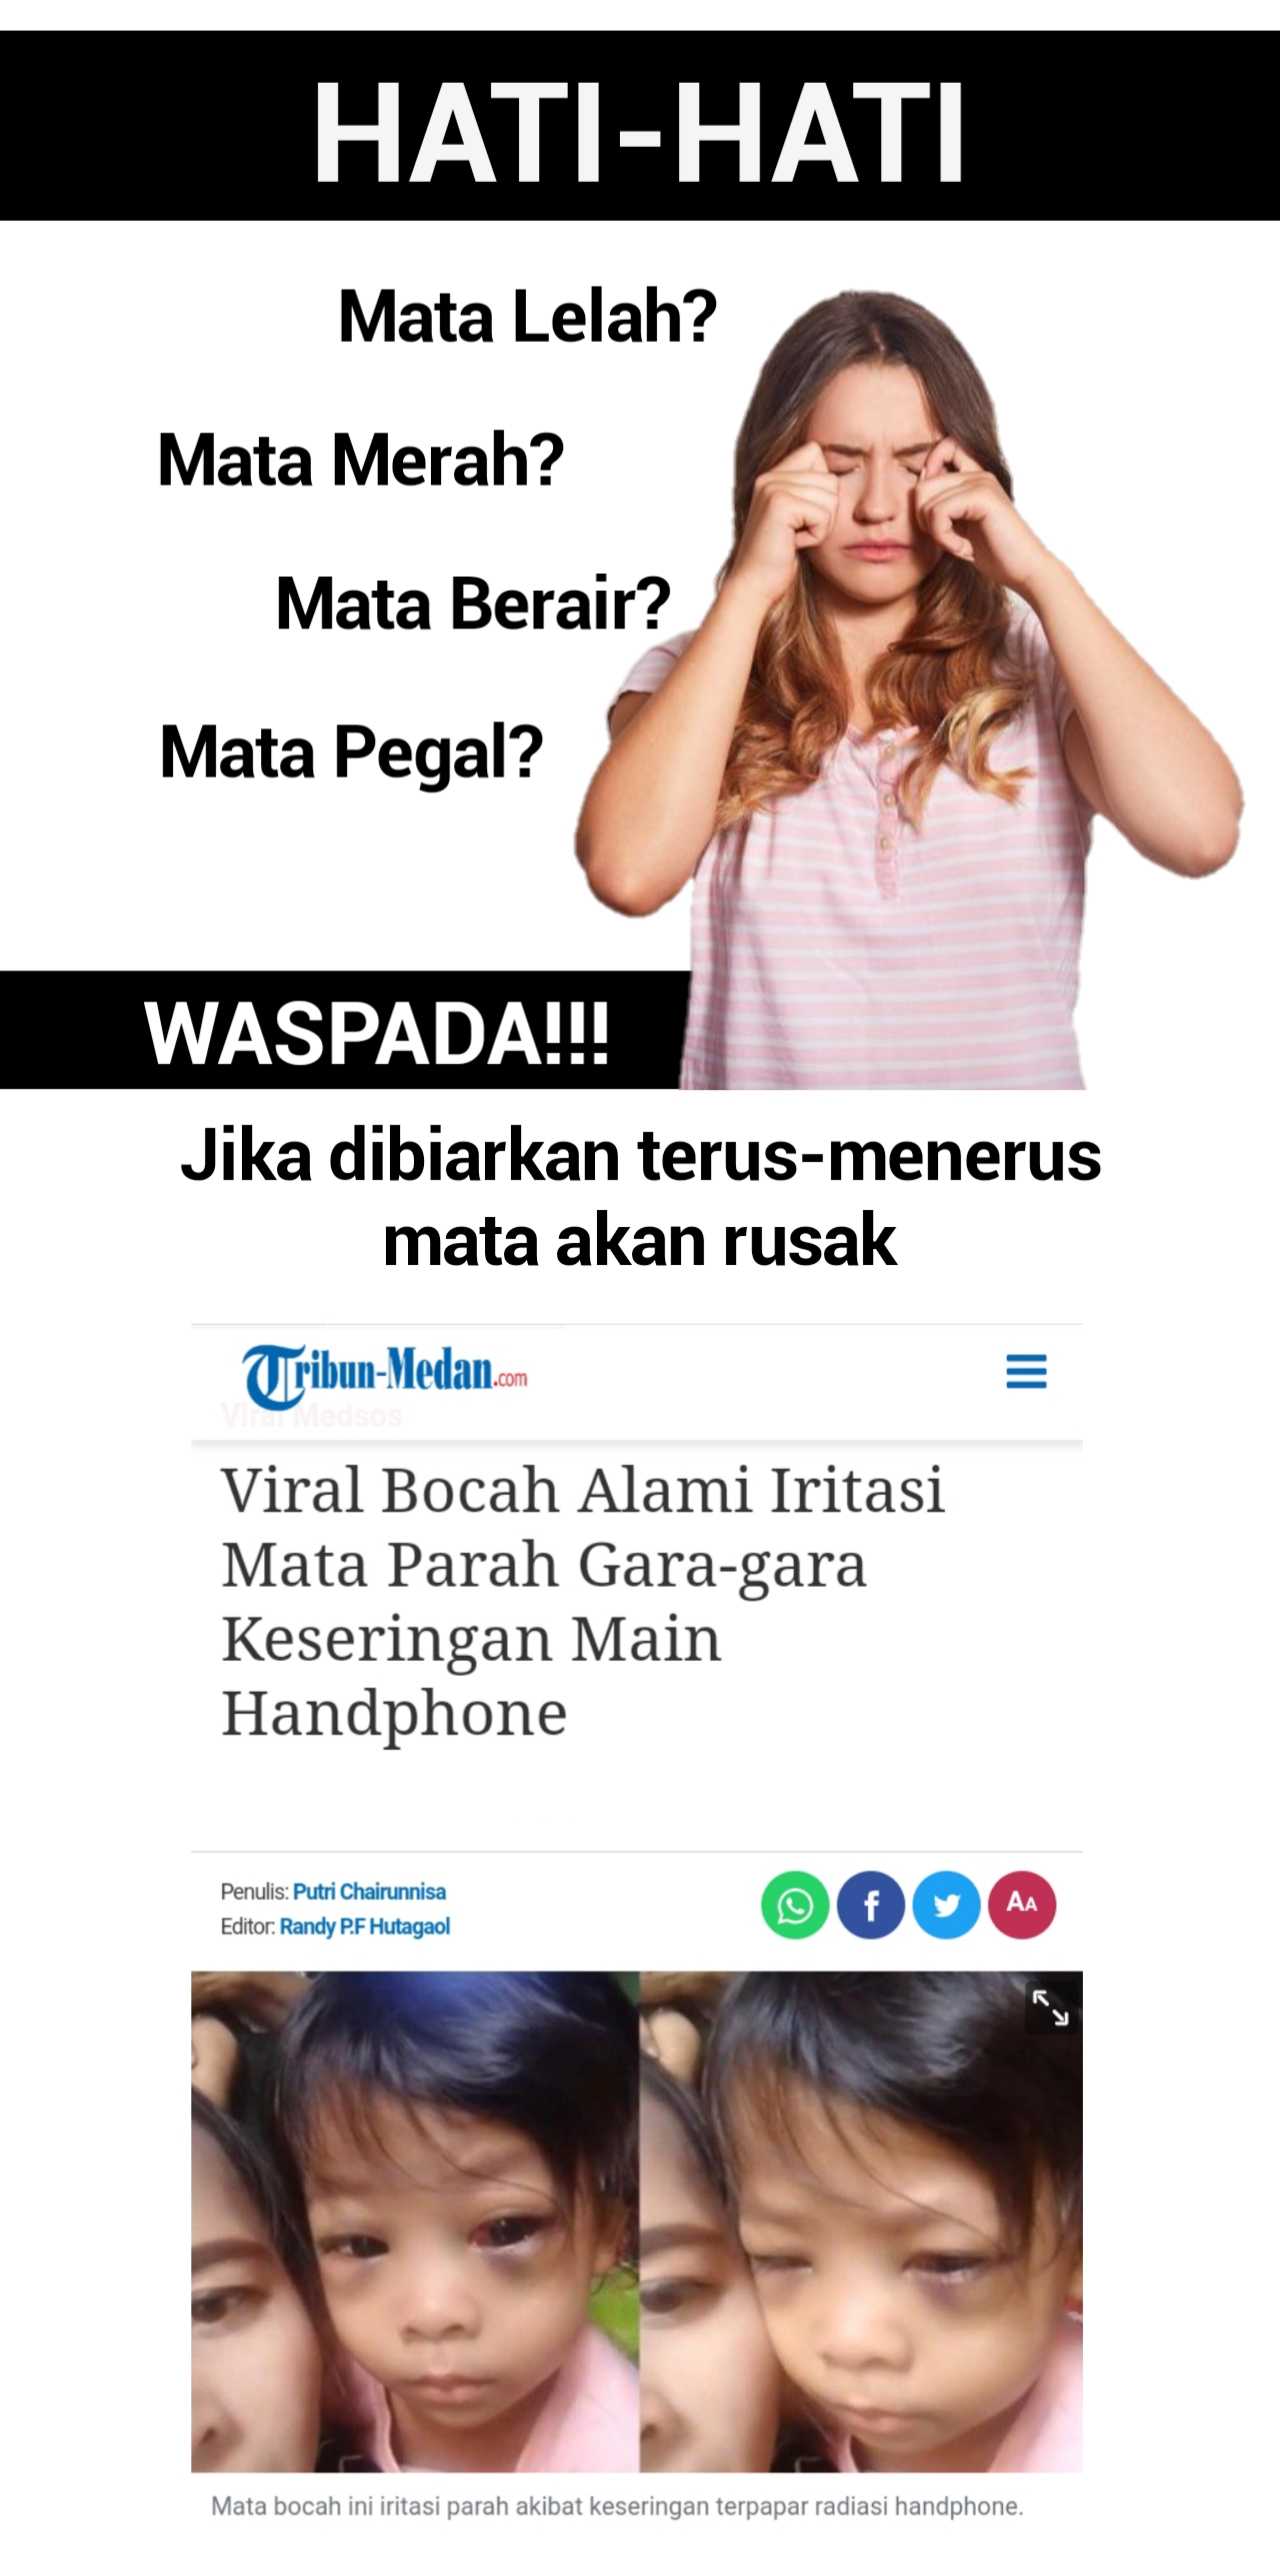 HATI-HATI
Mata Lelah?
Mata Merah?
Mata Berair?
Mata Pegal?
WASPADA!!!
Jika dibiarkan terus-menerus
mata akan rusak
Tribun-Medan.com
Viral Medsos
Viral Bocah Alami Iritasi
Mata Parah Gara-gara
Keseringan Main
Handphone
Penulis: Putri Chairunnisa
Editor: Randy P.F Hutagaol
AA
Mata bocah ini iritasi parah akibat keseringan terpapar radiasi handphone.